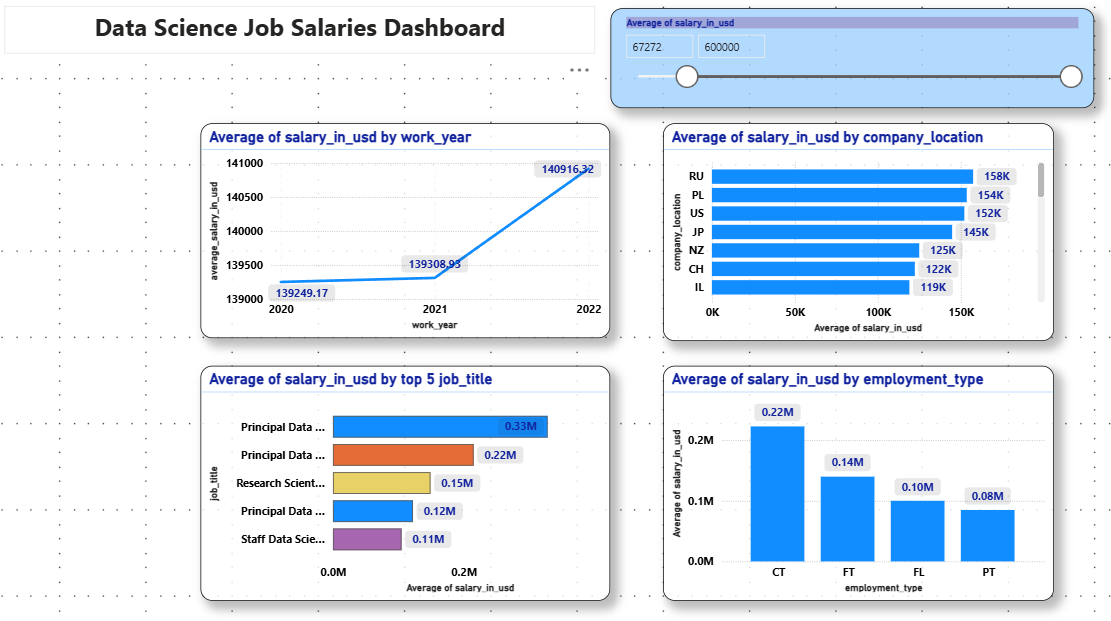 Data Science Job Salaries Dashboard
Average of salary_in_usd
67272 600000
Average of salary_in_usd by work_year
141000
140500
140000
139500
139000
average_salary_in_usd
139249.17
139308.93
140916.32
2020 2021 2022
work_year
Average of salary_in_usd by company_location
company_location
RU 158K
PL 154K
US 152K
JP 145K
NZ 125K
CH 122K
IL 119K
0K 50K 100K 150K
Average of salary_in_usd
Average of salary_in_usd by top 5 job_title
job_title
Principal Data ... 0.33M
Principal Data ... 0.22M
Research Scient... 0.15M
Principal Data ... 0.12M
Staff Data Scie... 0.11M
0.0M 0.2M
Average of salary_in_usd
Average of salary_in_usd by employment_type
Average of salary_in_usd
0.2M
0.1M
0.0M
0.22M
0.14M
0.10M
0.08M
CT FT FL PT
employment_type